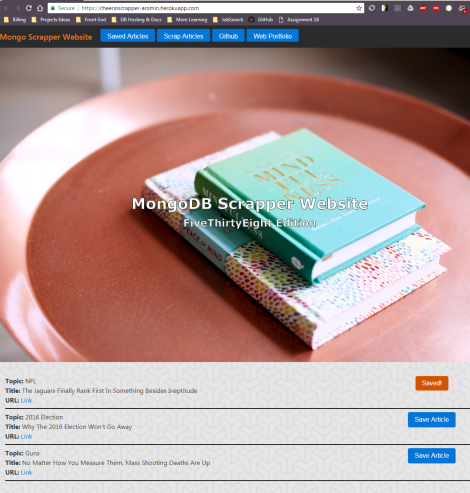 Secure https://cheerioscrapper-aromin.herokuapp.com
Billing Projects Ideas Front-End DB Hosting & Docs More Learning JobSearch GitHub Assignment 18
Mongo Scrapper Website Saved Articles Scrap Articles Github Web Portfolio
MIND
FUL
NESS
MongoDB Scrapper Website
FiveThirtyEight Edition
Topic: NFL
Saved!
Title: The Jaguars Finally Rank First In Something Besides Ineptitude
URL: Link
Topic: 2016 Election
Save Article
Title: Why The 2016 Election Won't Go Away
URL: Link
Topic: Guns
Save Article
Title: No Matter How You Measure Them, Mass Shooting Deaths Are Up
URL: Link